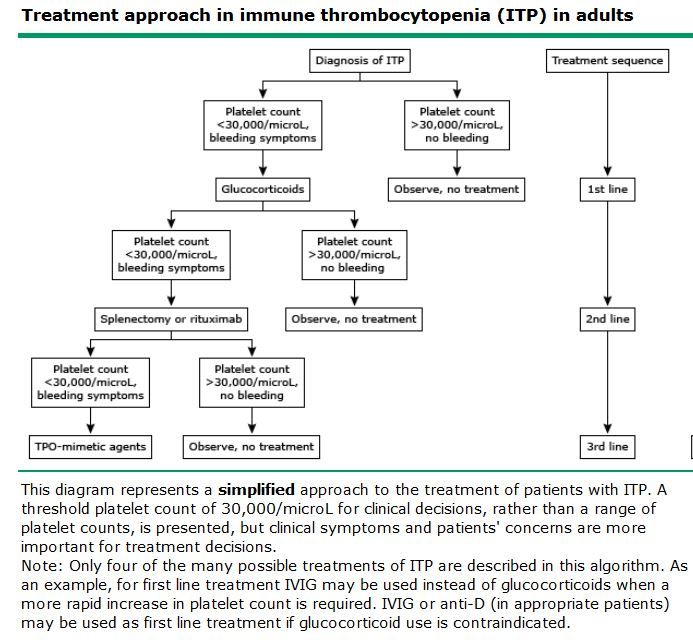 Treatment approach in immune thrombocytopenia (ITP) in adults
Diagnosis of ITP
Treatment sequence
Platelet count
<30,000/microL,
bleeding symptoms
Platelet count
>30,000/microL,
no bleeding
Glucocorticoids
Observe, no treatment
1st line
Platelet count
<30,000/microL,
bleeding symptoms
Platelet count
>30,000/microL,
no bleeding
Splenectomy or rituximab
Observe, no treatment
2nd line
Platelet count
<30,000/microL,
bleeding symptoms
Platelet count
>30,000/microL,
no bleeding
TPO-mimetic agents
Observe, no treatment
3rd line
This diagram represents a simplified approach to the treatment of patients with ITP. A
threshold platelet count of 30,000/microL for clinical decisions, rather than a range of
platelet counts, is presented, but clinical symptoms and patients' concerns are more
important for treatment decisions.
Note: Only four of the many possible treatments of ITP are described in this algorithm. As
an example, for first line treatment IVIG may be used instead of glucocorticoids when a
more rapid increase in platelet count is required. IVIG or anti-D (in appropriate patients)
may be used as first line treatment if glucocorticoid use is contraindicated.